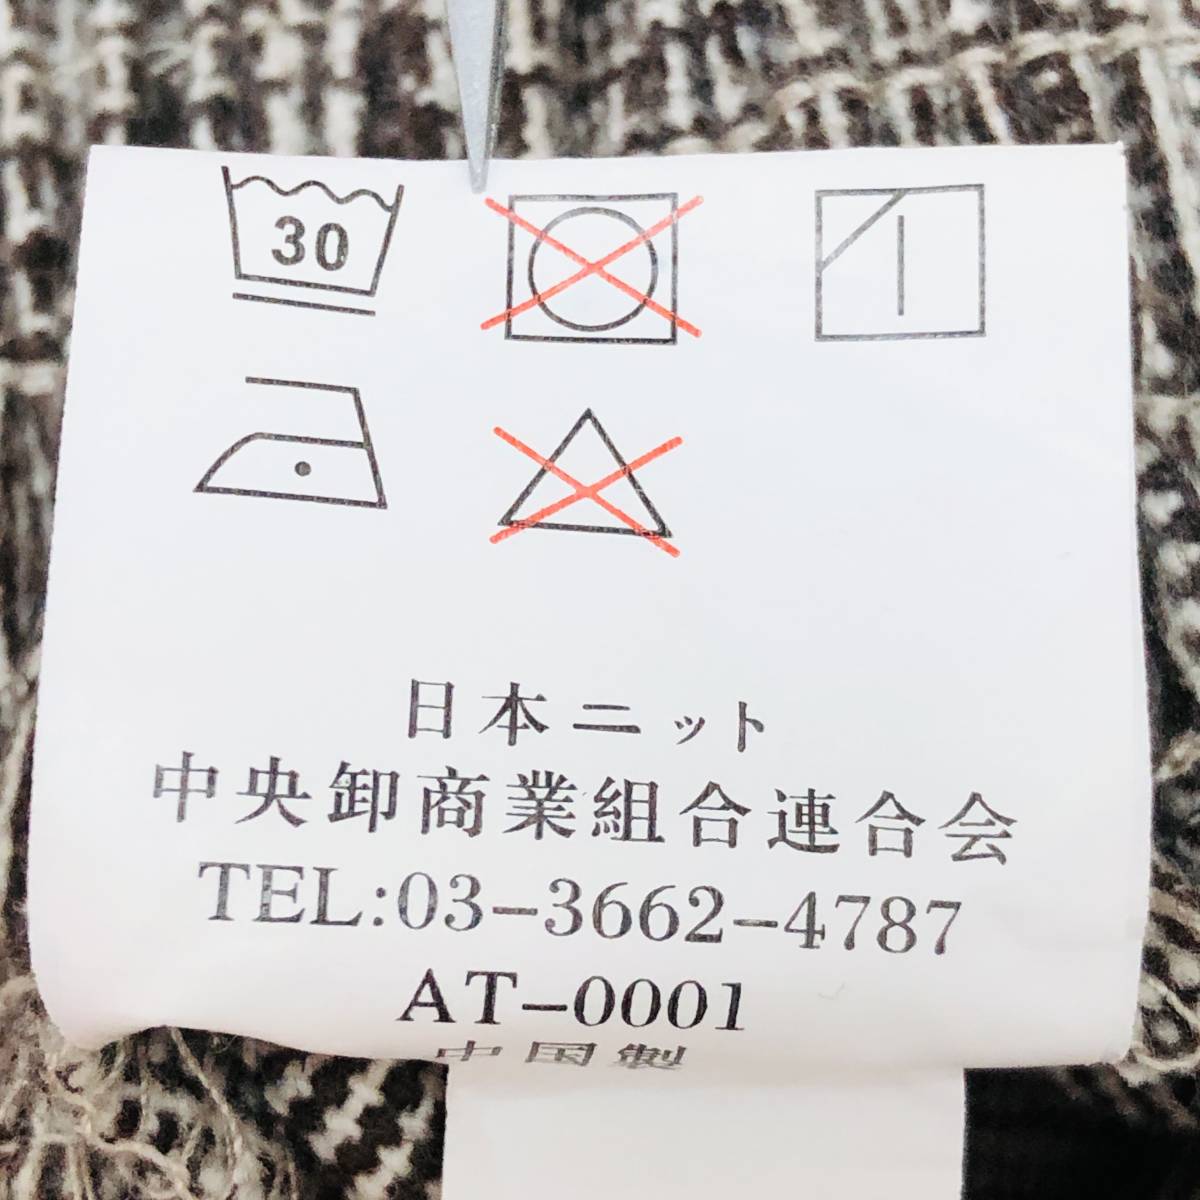 30
日本ニット
中央卸商業組合連合会
TEL:03-3662-4787
AT-0001
中国製